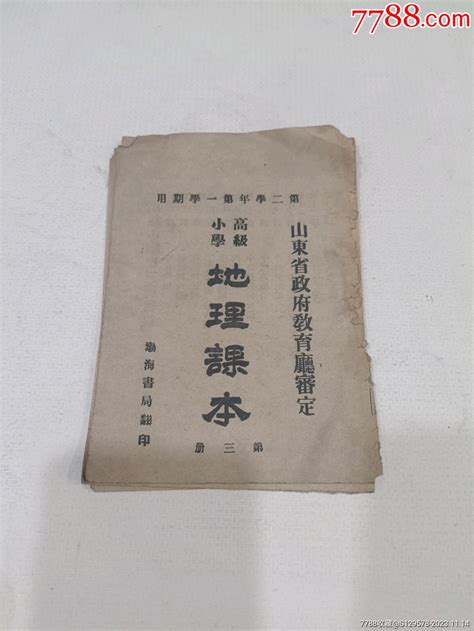 7788.com
第二學年第一學期用
山東省政府教育廳審定
高級
小學
地理課本
第三册
渤海書局翻印
7788收藏@S129578-2023.11.14